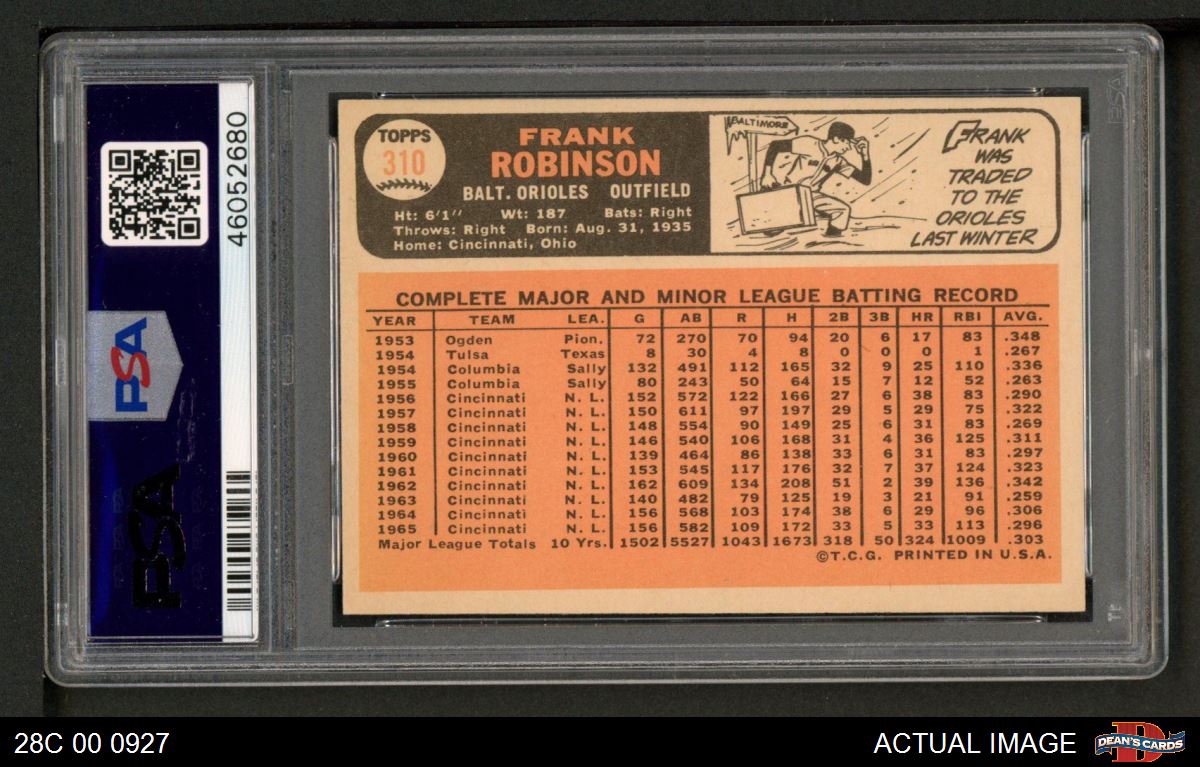 46052680
PSA
PSA
TOPPS
310
FRANK
ROBINSON
BALT. ORIOLES OUTFIELD
Ht: 6'1'' Wt: 187 Bats: Right
Throws: Right Born: Aug. 31, 1935
Home: Cincinnati, Ohio
BALTIMORE
FRANK
WAS
TRADED
TO THE
ORIOLES
LAST WINTER
COMPLETE MAJOR AND MINOR LEAGUE BATTING RECORD
YEAR TEAM LEA. G AB R H 2B 3B HR RBI AVG.
1953 Ogden Pion. 72 270 70 94 20 6 17 83 .348
1954 Tulsa Texas 8 30 4 8 0 0 0 1 .267
1954 Columbia Sally 132 491 112 165 32 9 25 110 .336
1955 Columbia Sally 80 243 50 64 15 7 12 52 .263
1956 Cincinnati N. L. 152 572 122 166 27 6 38 83 .290
1957 Cincinnati N. L. 150 611 97 197 29 5 29 75 .322
1958 Cincinnati N. L. 148 554 90 149 25 6 31 83 .269
1959 Cincinnati N. L. 146 540 106 168 31 4 36 125 .311
1960 Cincinnati N. L. 139 464 86 138 33 6 31 83 .297
1961 Cincinnati N. L. 153 545 117 176 32 7 37 124 .323
1962 Cincinnati N. L. 162 609 134 208 51 2 39 136 .342
1963 Cincinnati N. L. 140 482 79 125 19 3 21 91 .259
1964 Cincinnati N. L. 156 568 103 174 38 6 29 96 .306
1965 Cincinnati N. L. 156 582 109 172 33 5 33 113 .296
Major League Totals 10 Yrs. 1502 5527 1043 1673 318 50 324 1009 .303
©T.C.G. PRINTED IN U.S.A.
28C 00 0927
ACTUAL IMAGE
DEAN'S CARDS